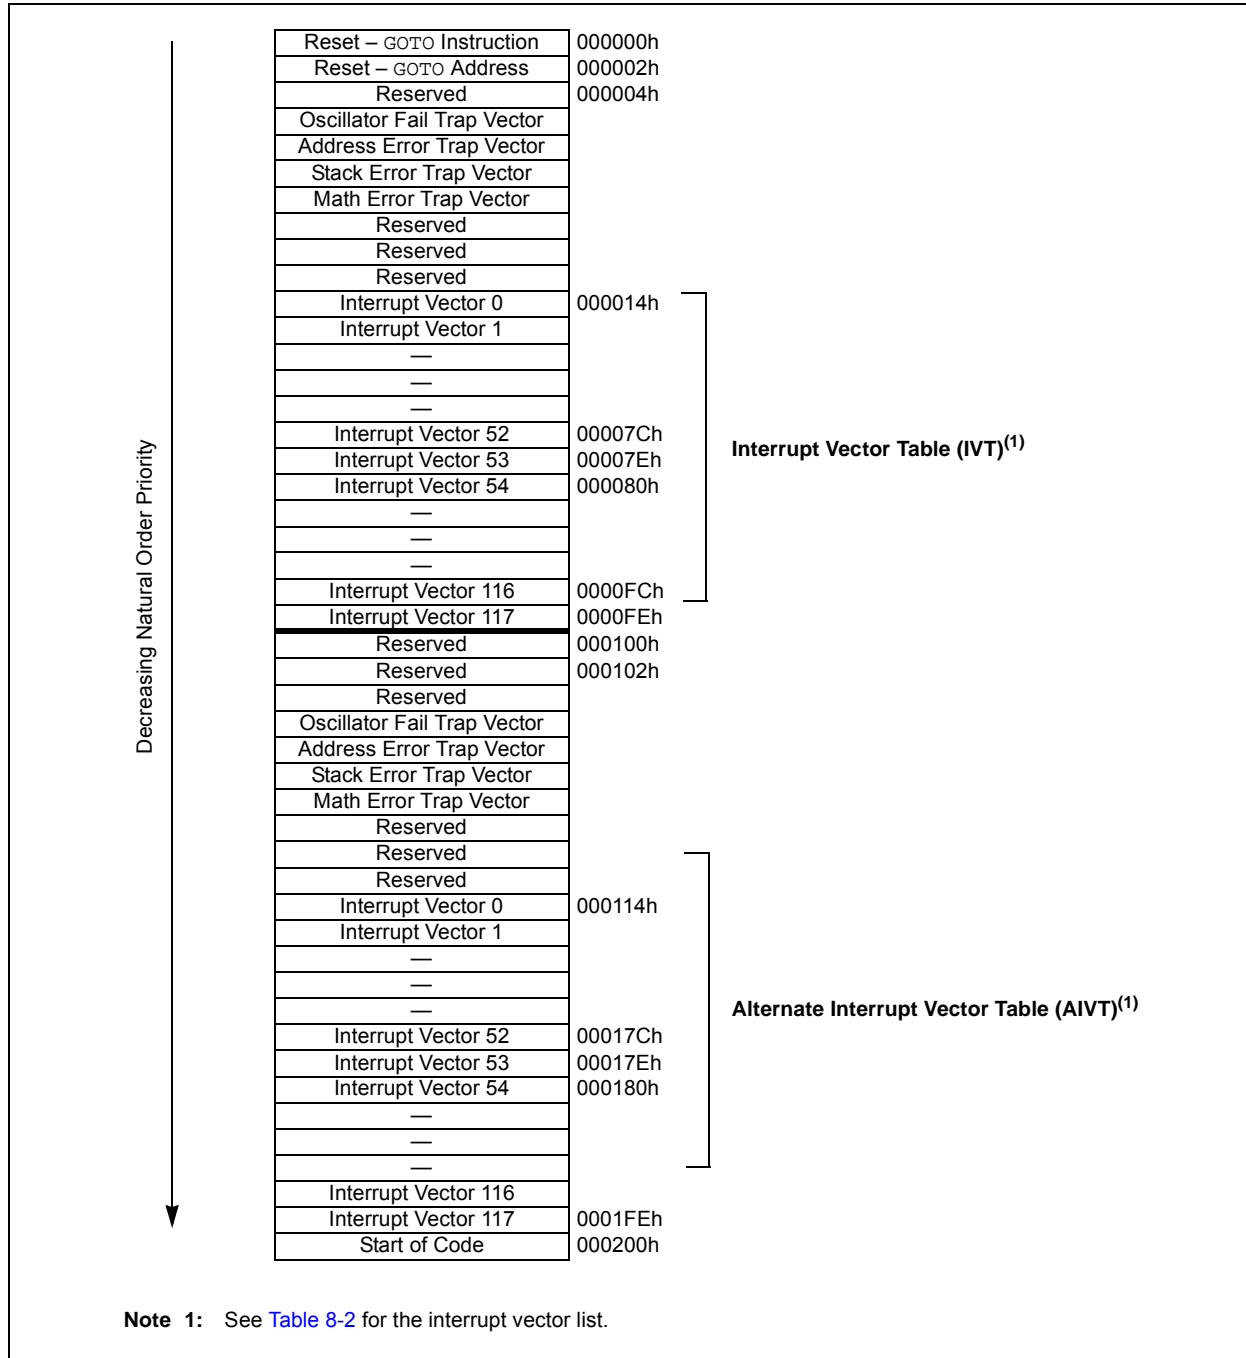 Reset – GOTO Instruction 000000h
Reset – GOTO Address 000002h
Reserved 000004h
Oscillator Fail Trap Vector
Address Error Trap Vector
Stack Error Trap Vector
Math Error Trap Vector
Reserved
Reserved
Reserved
Interrupt Vector 0 000014h
Interrupt Vector 1
—
—
—
Interrupt Vector 52 00007Ch
Interrupt Vector 53 00007Eh
Interrupt Vector 54 000080h
—
—
—
Interrupt Vector 116 0000FCh
Interrupt Vector 117 0000FEh
Reserved 000100h
Reserved 000102h
Reserved
Oscillator Fail Trap Vector
Address Error Trap Vector
Stack Error Trap Vector
Math Error Trap Vector
Reserved
Reserved
Reserved
Interrupt Vector 0 000114h
Interrupt Vector 1
—
—
—
Interrupt Vector 52 00017Ch
Interrupt Vector 53 00017Eh
Interrupt Vector 54 000180h
—
—
—
Interrupt Vector 116
Interrupt Vector 117 0001FEh
Start of Code 000200h
Decreasing Natural Order Priority
Interrupt Vector Table (IVT)(1)
Alternate Interrupt Vector Table (AIVT)(1)
Note 1: See Table 8-2 for the interrupt vector list.